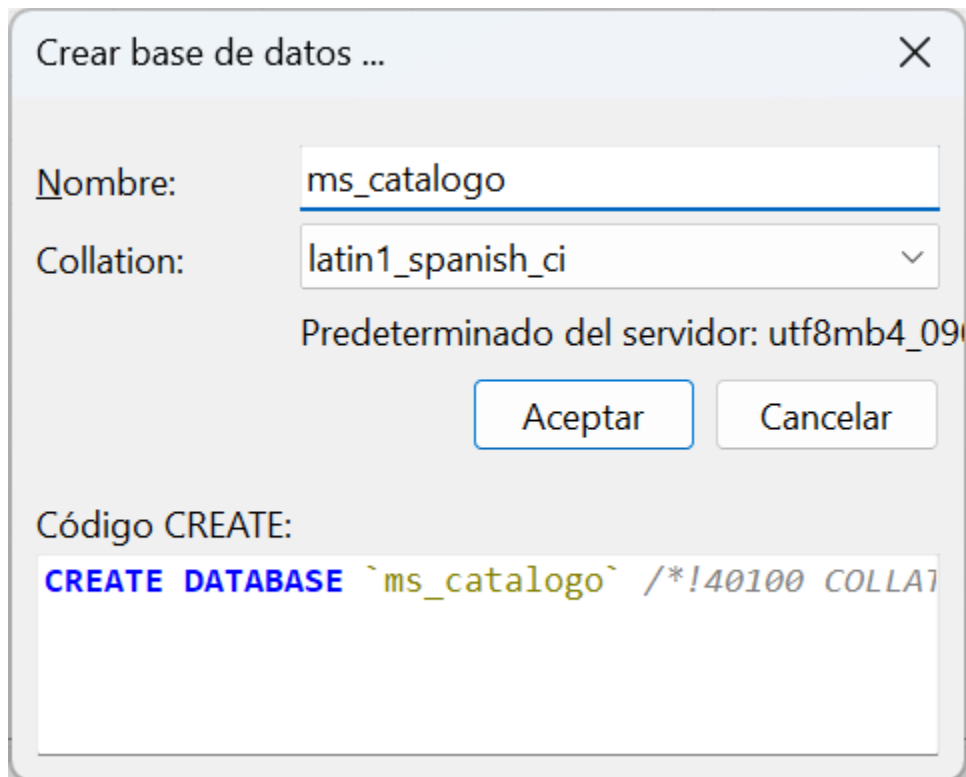 Crear base de datos ...
Nombre: ms_catalogo
Collation: latin1_spanish_ci
Predeterminado del servidor: utf8mb4_09
Aceptar Cancelar
Código CREATE:
CREATE DATABASE `ms_catalogo` /*!40100 COLLAT